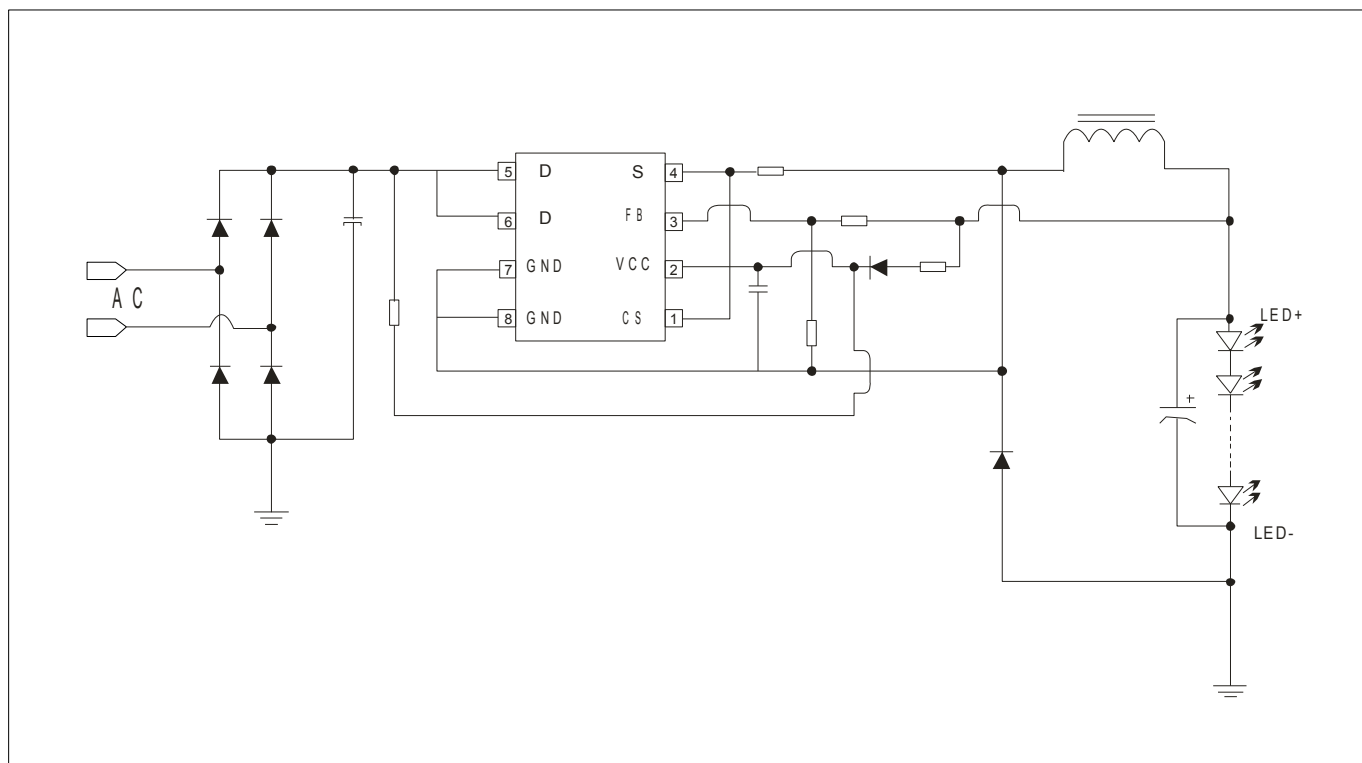 5 D S 4
6 D FB 3
7 GND VCC 2
8 GND CS 1
AC
LED+
+
LED-